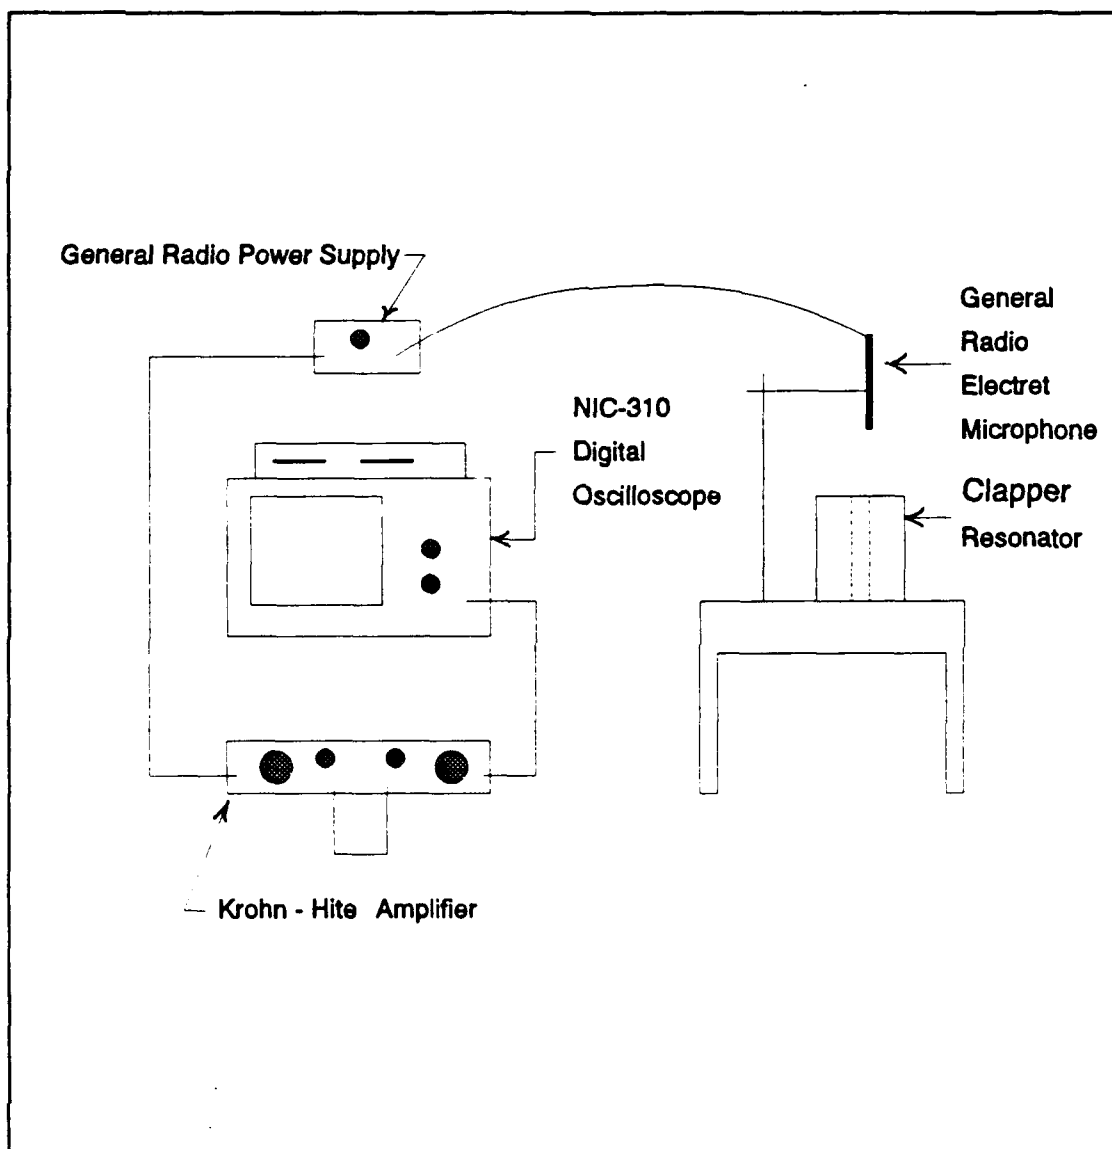 General Radio Power Supply
General
Radio
Electret
Microphone
NIC-310
Digital
Oscilloscope
Clapper
Resonator
Krohn - Hite Amplifier